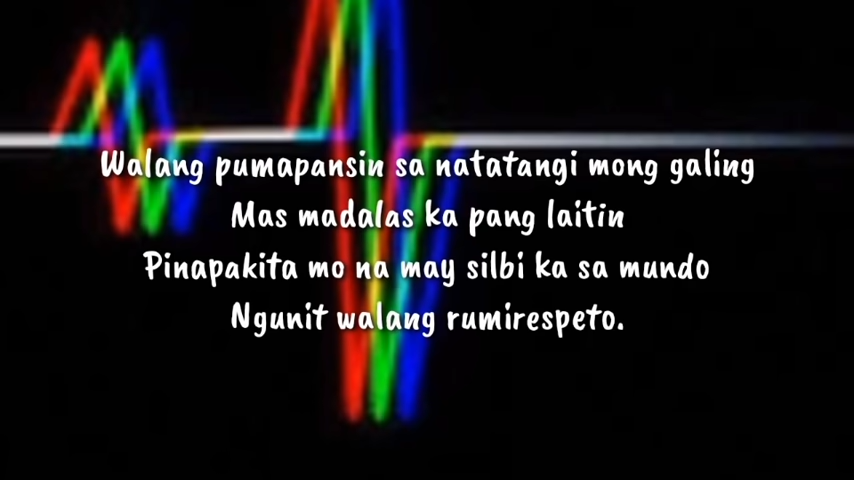 Walang pumapansin sa natatangi mong galing
Mas madalas ka pang laitin
Pinapakita mo na may silbi ka sa mundo
Ngunit walang rumirespeto.